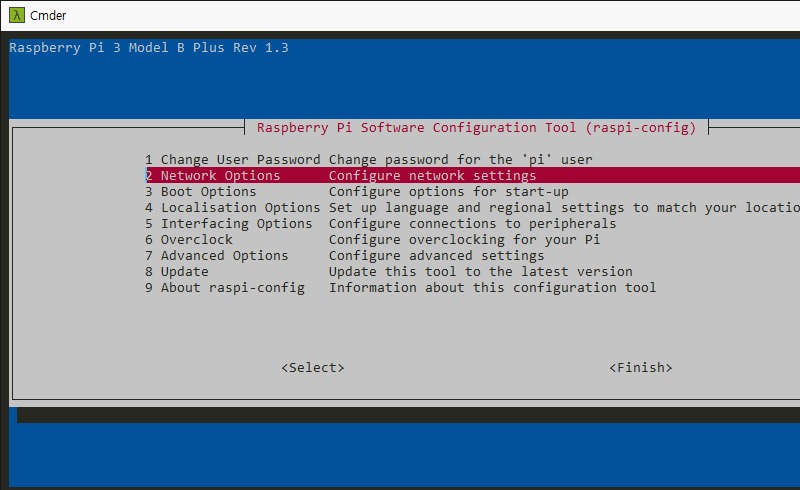 λ Cmder
Raspberry Pi 3 Model B Plus Rev 1.3
Raspberry Pi Software Configuration Tool (raspi-config)
1 Change User Password Change password for the 'pi' user
2 Network Options Configure network settings
3 Boot Options Configure options for start-up
4 Localisation Options Set up language and regional settings to match your locatio
5 Interfacing Options Configure connections to peripherals
6 Overclock Configure overclocking for your Pi
7 Advanced Options Configure advanced settings
8 Update Update this tool to the latest version
9 About raspi-config Information about this configuration tool
<Select> <Finish>